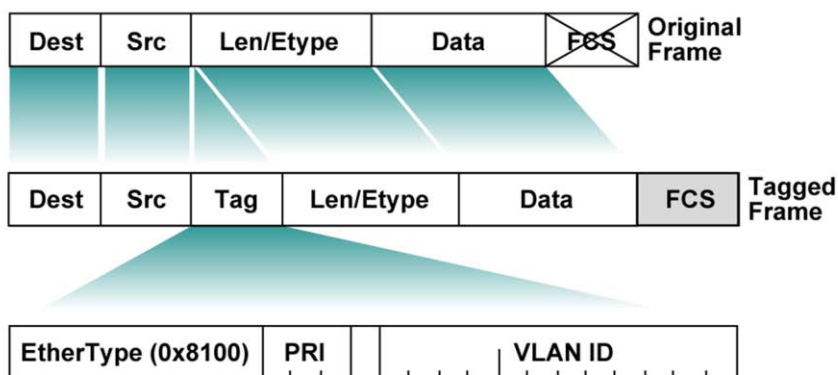 Dest Src Len/Etype Data FCS Original
Frame
Dest Src Tag Len/Etype Data FCS Tagged
Frame
EtherType (0x8100) PRI VLAN ID